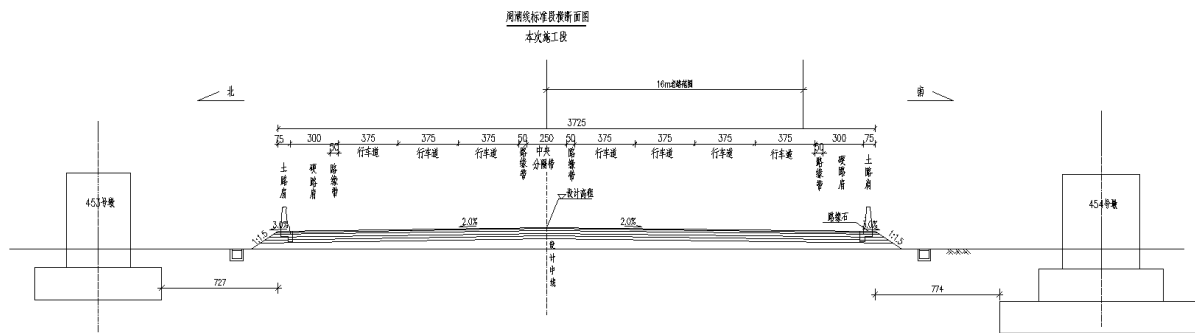 线标准段横断面图
本次施工段
16m老路范围
北
南
3725
75 300 375 375 375 50 250 50 375 375 375 375 300 75
50 行车道 行车道 行车道 中央分隔带 行车道 行车道 行车道 行车道 50
土路肩
硬路肩
路缘带
路缘带
路缘带
路缘带
硬路肩
土路肩
设计高程
453号墩
454号墩
路缘石
3.0%
2.0%
2.0%
3.0%
1:1.5
1:1.5
设计中线
727
774